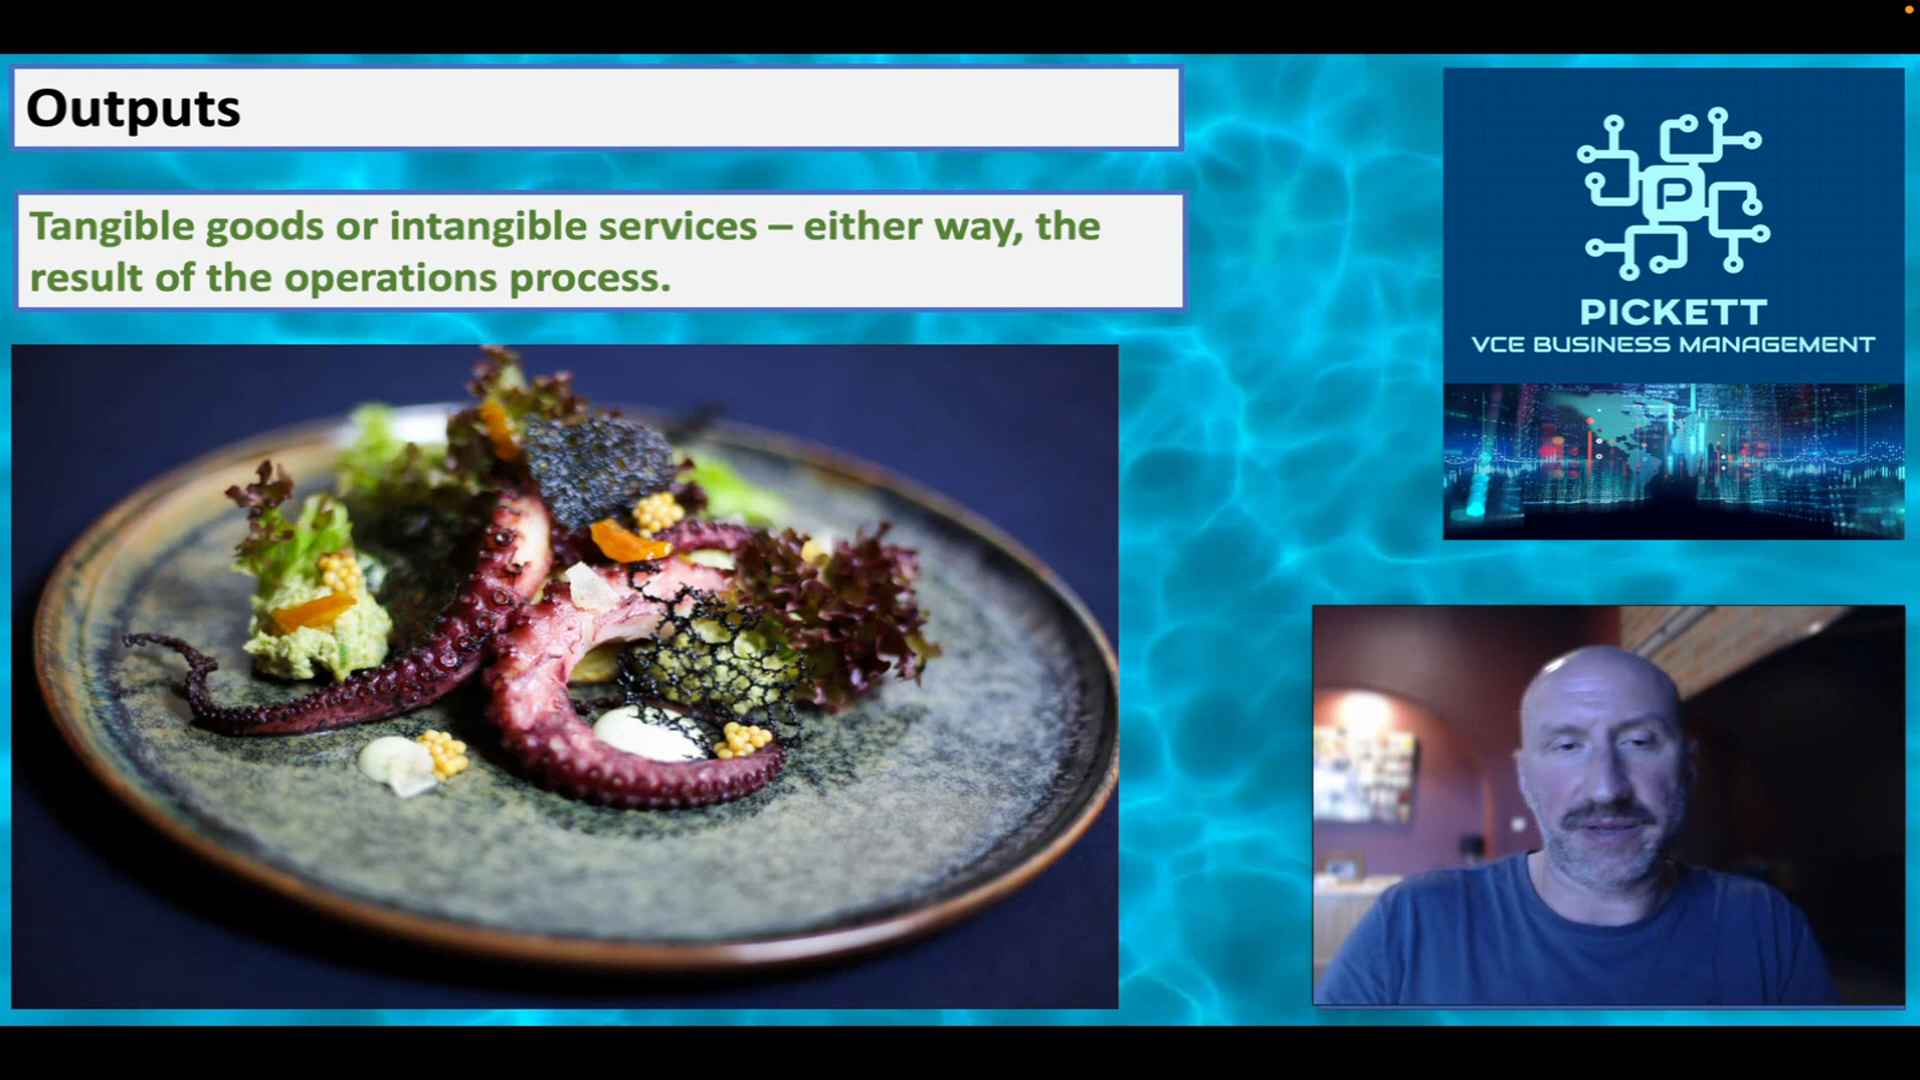 Outputs
Tangible goods or intangible services – either way, the
result of the operations process.
P
PICKETT
VCE BUSINESS MANAGEMENT